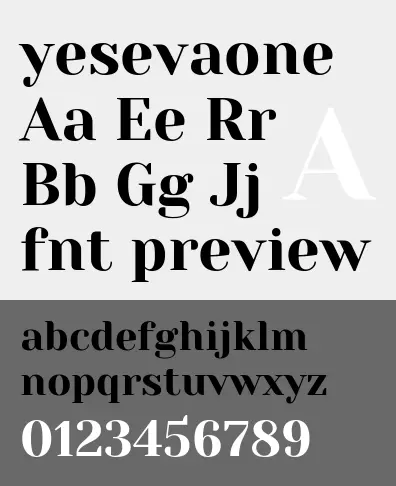 yesevaone
Aa Ee Rr
A
Bb Gg Jj
fnt preview
abcdefghijklm
nopqrstuvwxyz
0123456789